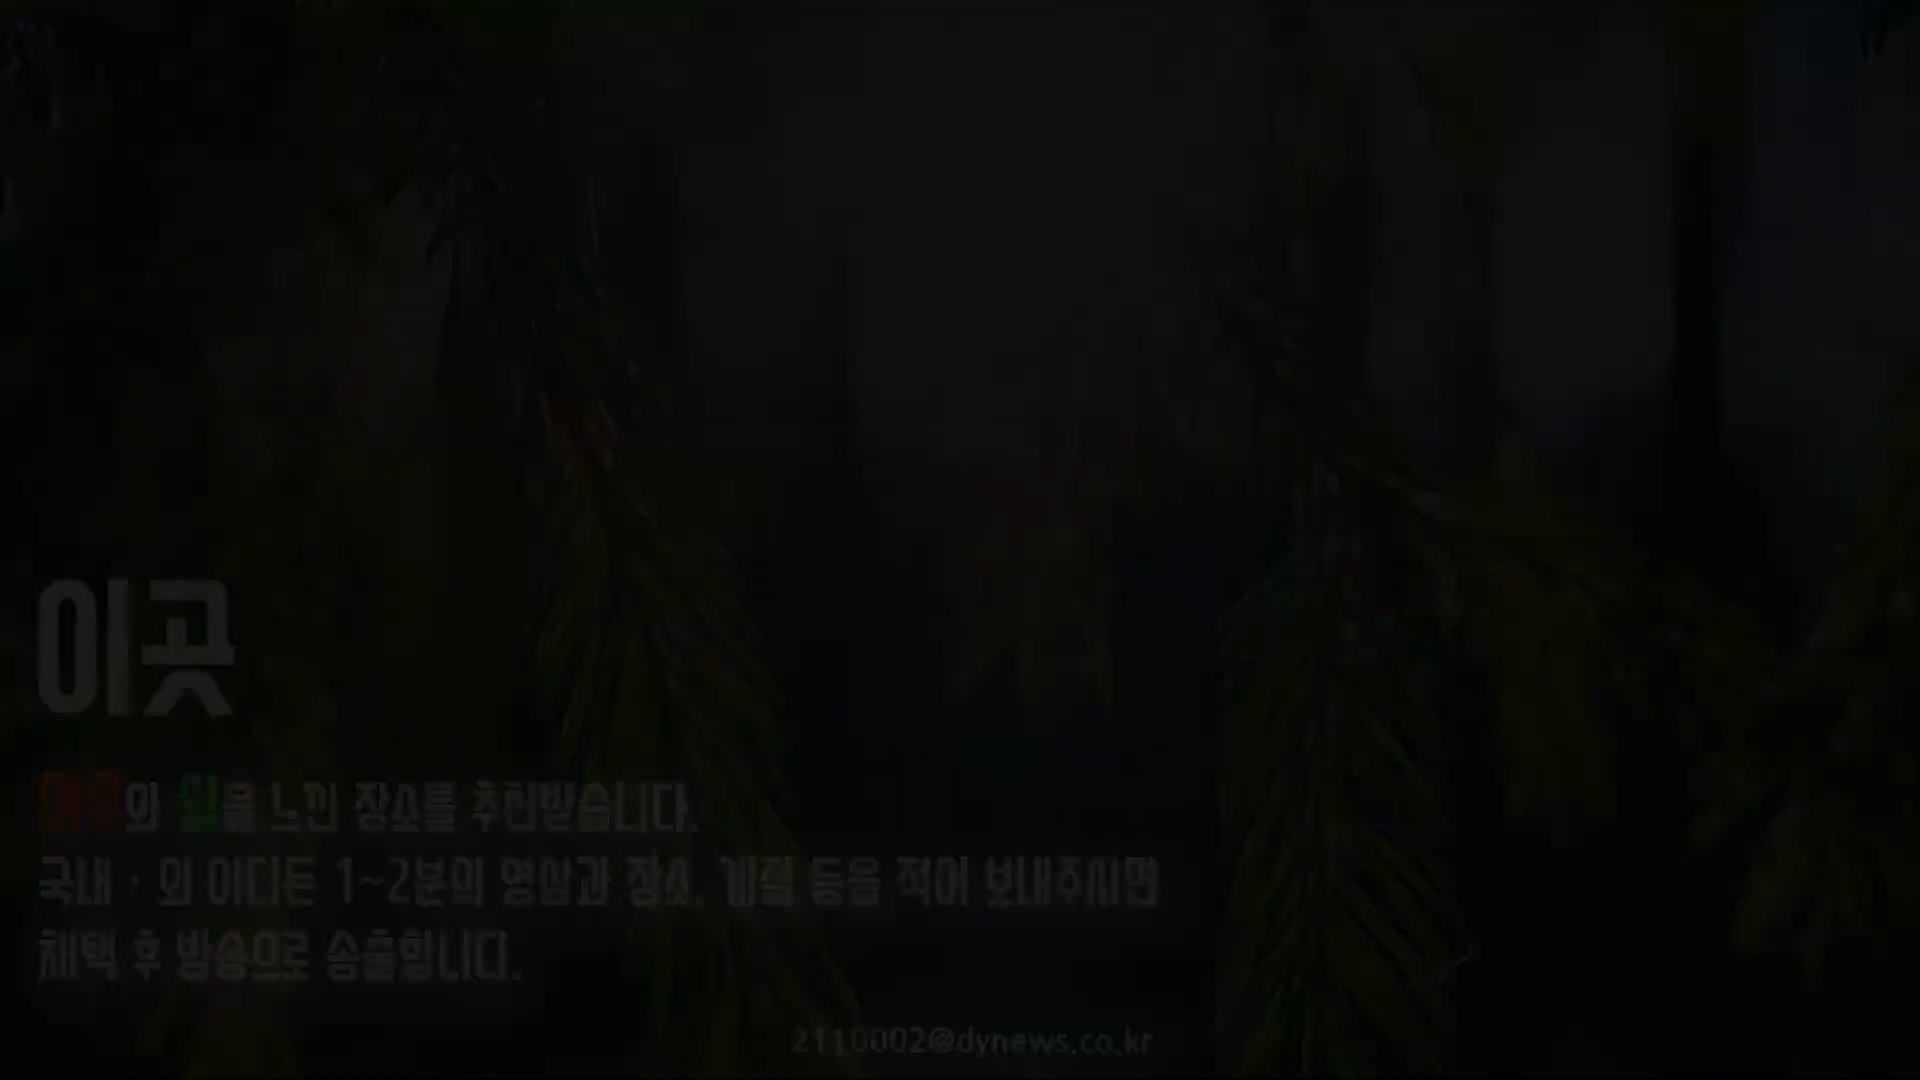 이곳
여유와 쉼을 느낀 장소를 추천받습니다.
국내·외 어디든 1~2분의 영상과 장소, 계절 등을 적어 보내주시면
채택 후 방송으로 송출합니다.
2110002@dynews.co.kr